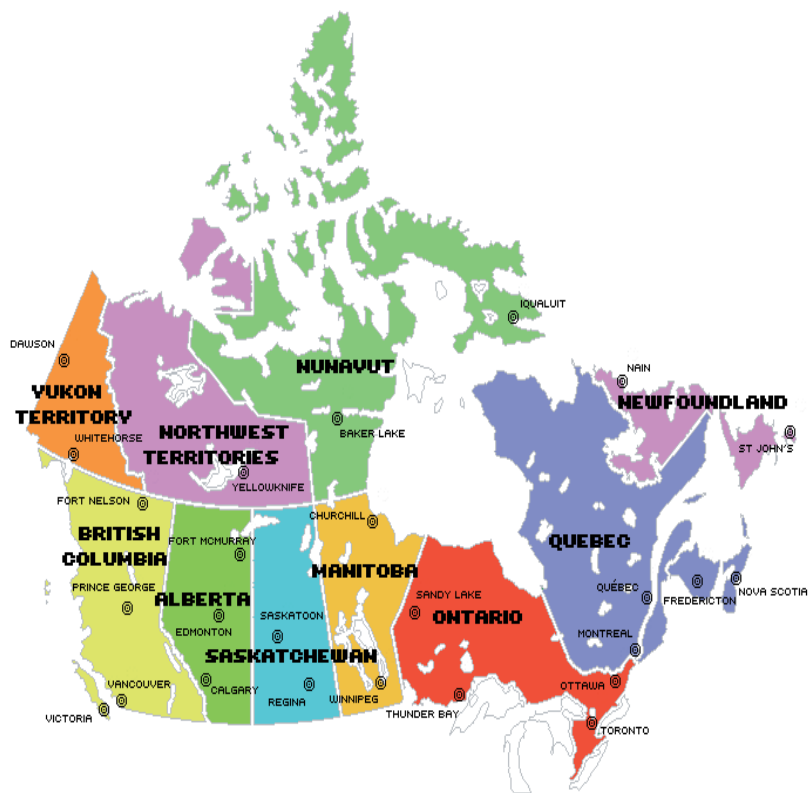 IQUALUIT
DAWSON
NUNAVUT
NAIN
YUKON
TERRITORY
NEWFOUNDLAND
BAKER LAKE
NORTHWEST
TERRITORIES
WHITEHORSE
ST JOHN'S
YELLOWKNIFE
FORT NELSON
CHURCHILL
BRITISH
COLUMBIA
FORT MCMURRAY
QUEBEC
MANITOBA
PRINCE GEORGE
ALBERTA
SANDY LAKE
QUÉBEC
NOVA SCOTIA
FREDERICTON
SASKATOON
ONTARIO
EDMONTON
MONTREAL
SASKATCHEWAN
VANCOUVER
CALGARY
REGINA
WINNIPEG
OTTAWA
VICTORIA
THUNDER BAY
TORONTO